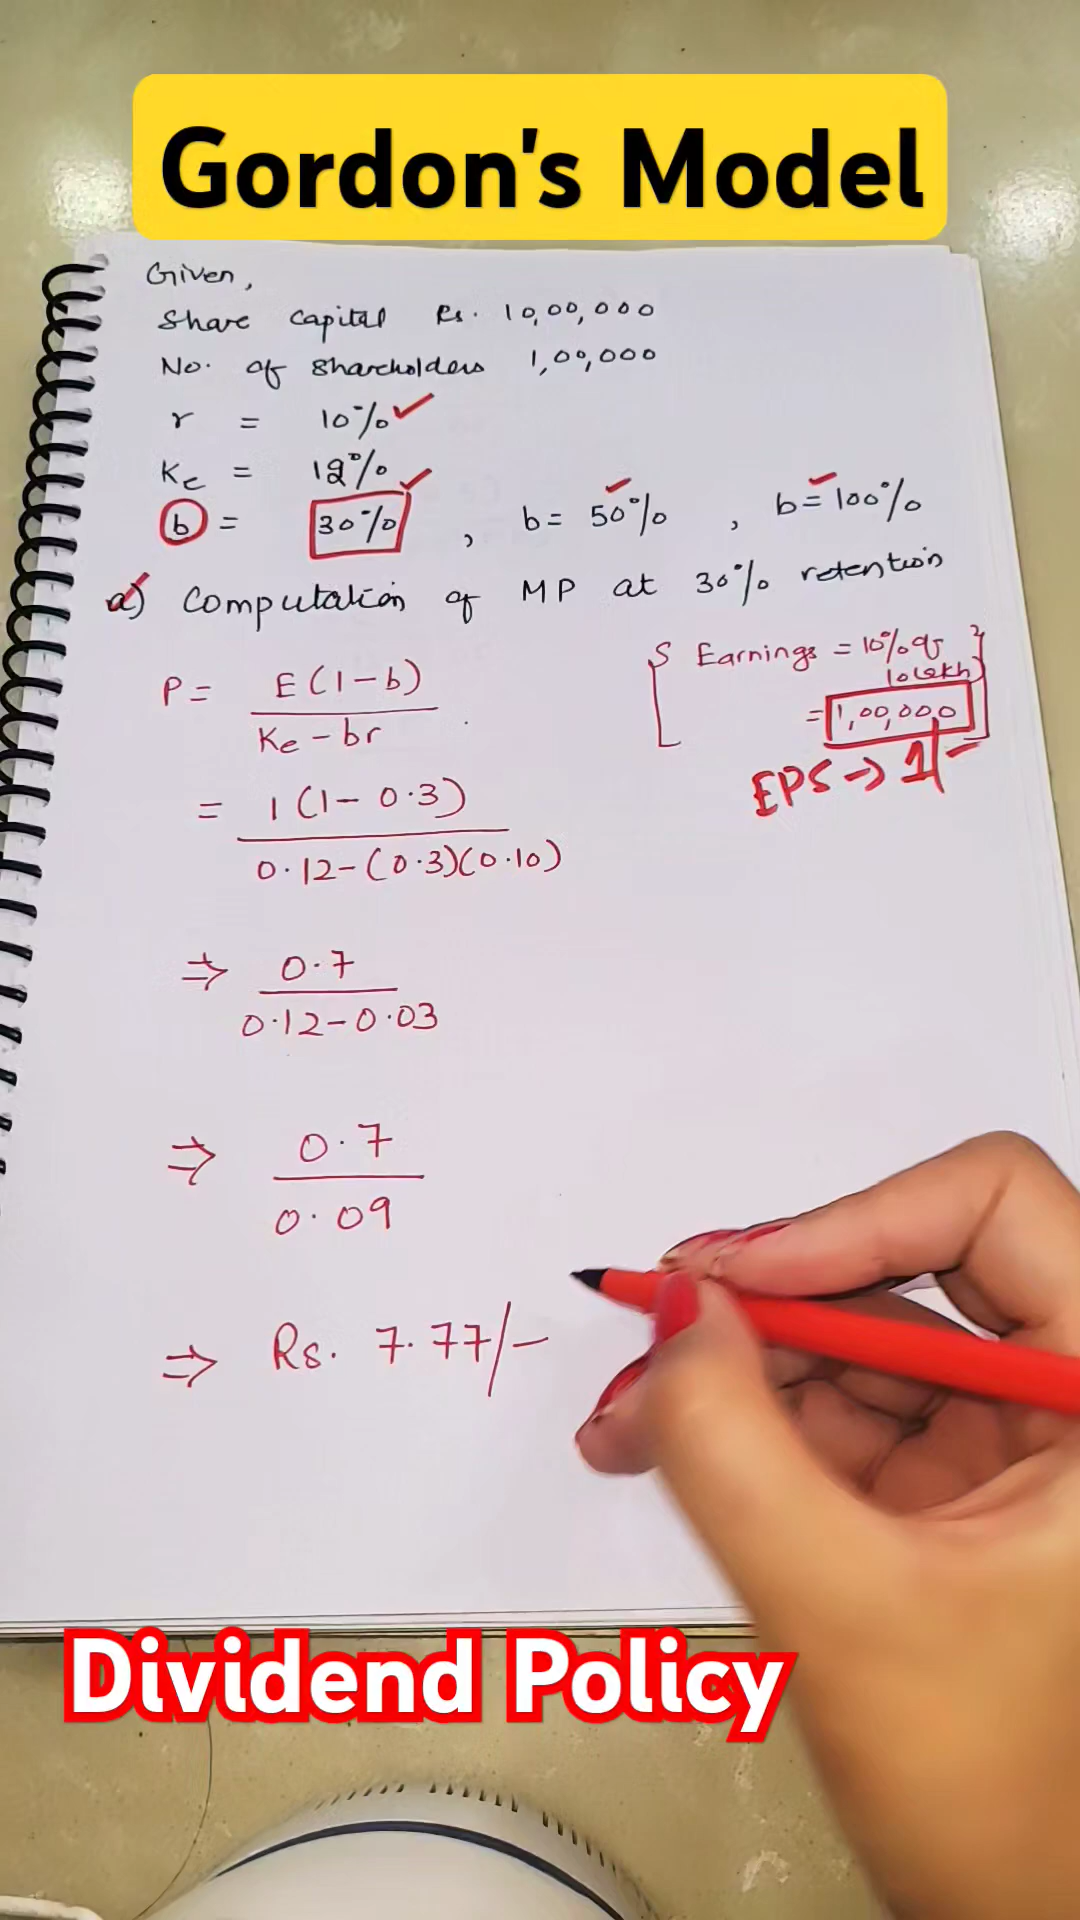 Gordon's Model
Given,
Share Capital Rs. 10,00,000
No. of Shareholders 1,00,000
r = 10%
Ke = 12%
b = 30% , b = 50% , b = 100%
a) Computation of MP at 30% retention
P = E(1-b)
Ke - br
{ Earnings = 10% of 10 lakh }
= 1,00,000
EPS → 1/-
= 1(1-0.3)
0.12-(0.3)(0.10)
⇒ 0.7
0.12-0.03
⇒ 0.7
0.09
⇒ Rs. 7.77/-
Dividend Policy